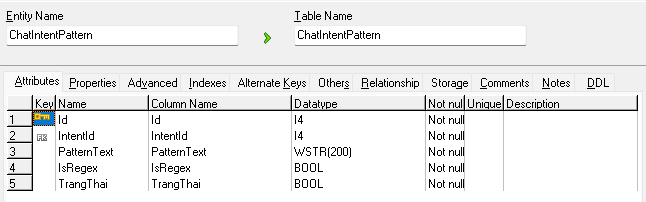 Entity Name Table Name
ChatIntentPattern ChatIntentPattern
Attributes Properties Advanced Indexes Alternate Keys Others Relationship Storage Comments Notes DDL
Key Name Column Name Datatype Not nul Unique Description
1 Id Id I4 Not null
2 FK IntentId IntentId I4 Not null
3 PatternText PatternText WSTR(200) Not null
4 IsRegex IsRegex BOOL Not null
5 TrangThai TrangThai BOOL Not null